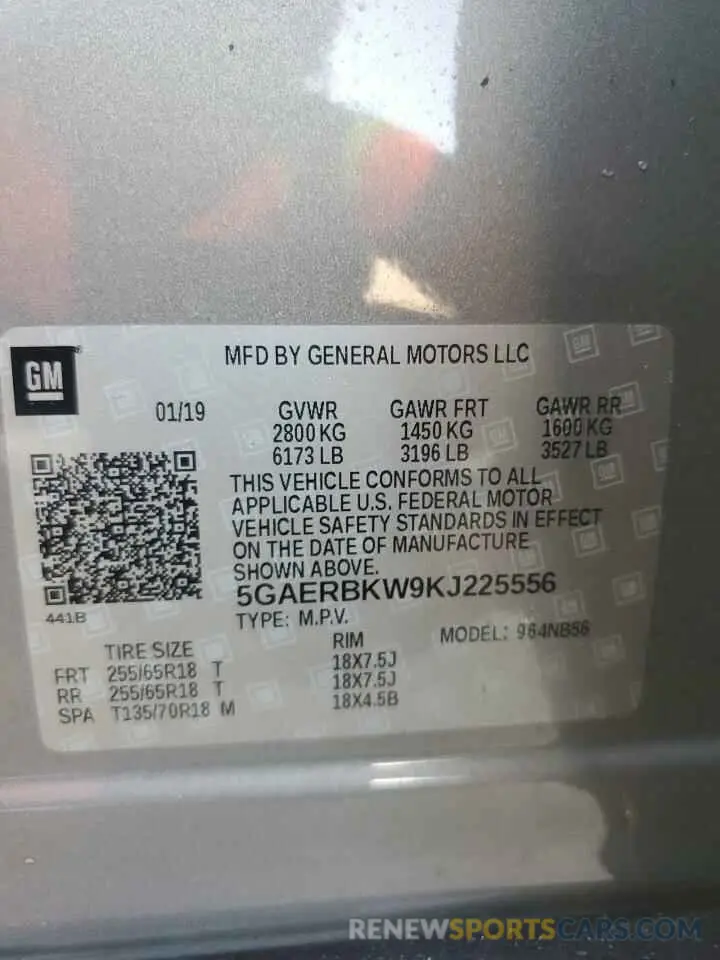 GM
MFD BY GENERAL MOTORS LLC
01/19 GVWR GAWR FRT GAWR RR
2800 KG 1450 KG 1600 KG
6173 LB 3196 LB 3527 LB
THIS VEHICLE CONFORMS TO ALL
APPLICABLE U.S. FEDERAL MOTOR
VEHICLE SAFETY STANDARDS IN EFFECT
ON THE DATE OF MANUFACTURE
SHOWN ABOVE.
5GAERBKW9KJ225556
441B
TYPE: M.P.V. MODEL: 964NB56
TIRE SIZE RIM
FRT 255/65R18 T 18X7.5J
RR 255/65R18 T 18X7.5J
SPA T135/70R18 M 18X4.5B
RENEWSPORTSCARS.COM